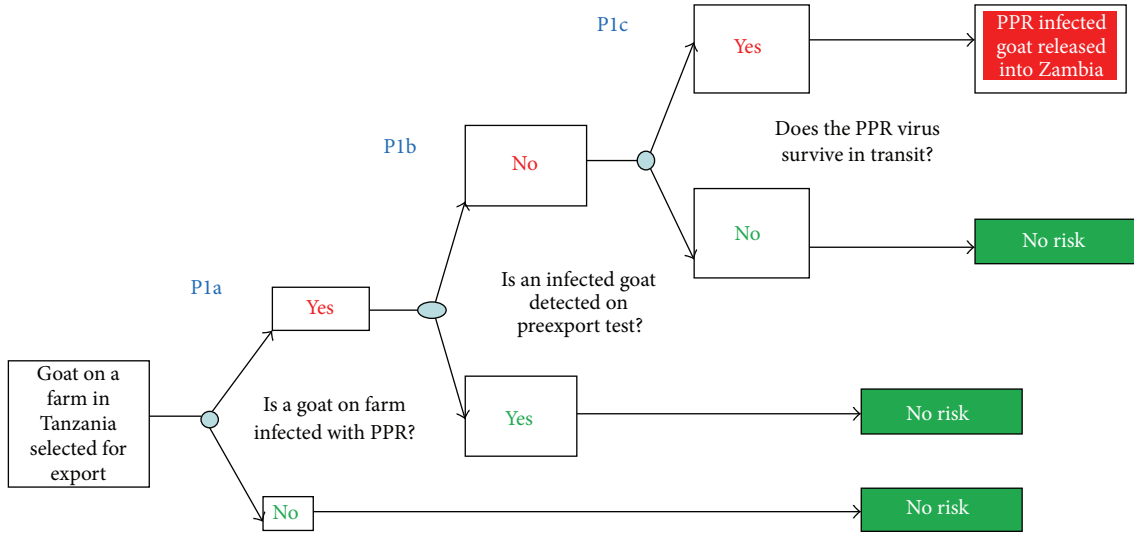 P1c
Yes
PPR infected
goat released
into Zambia
P1b
No
Does the PPR virus
survive in transit?
No
No risk
P1a
Yes
Is an infected goat
detected on
preexport test?
Goat on a
farm in
Tanzania
selected for
export
Is a goat on farm
infected with PPR?
Yes
No risk
No
No risk